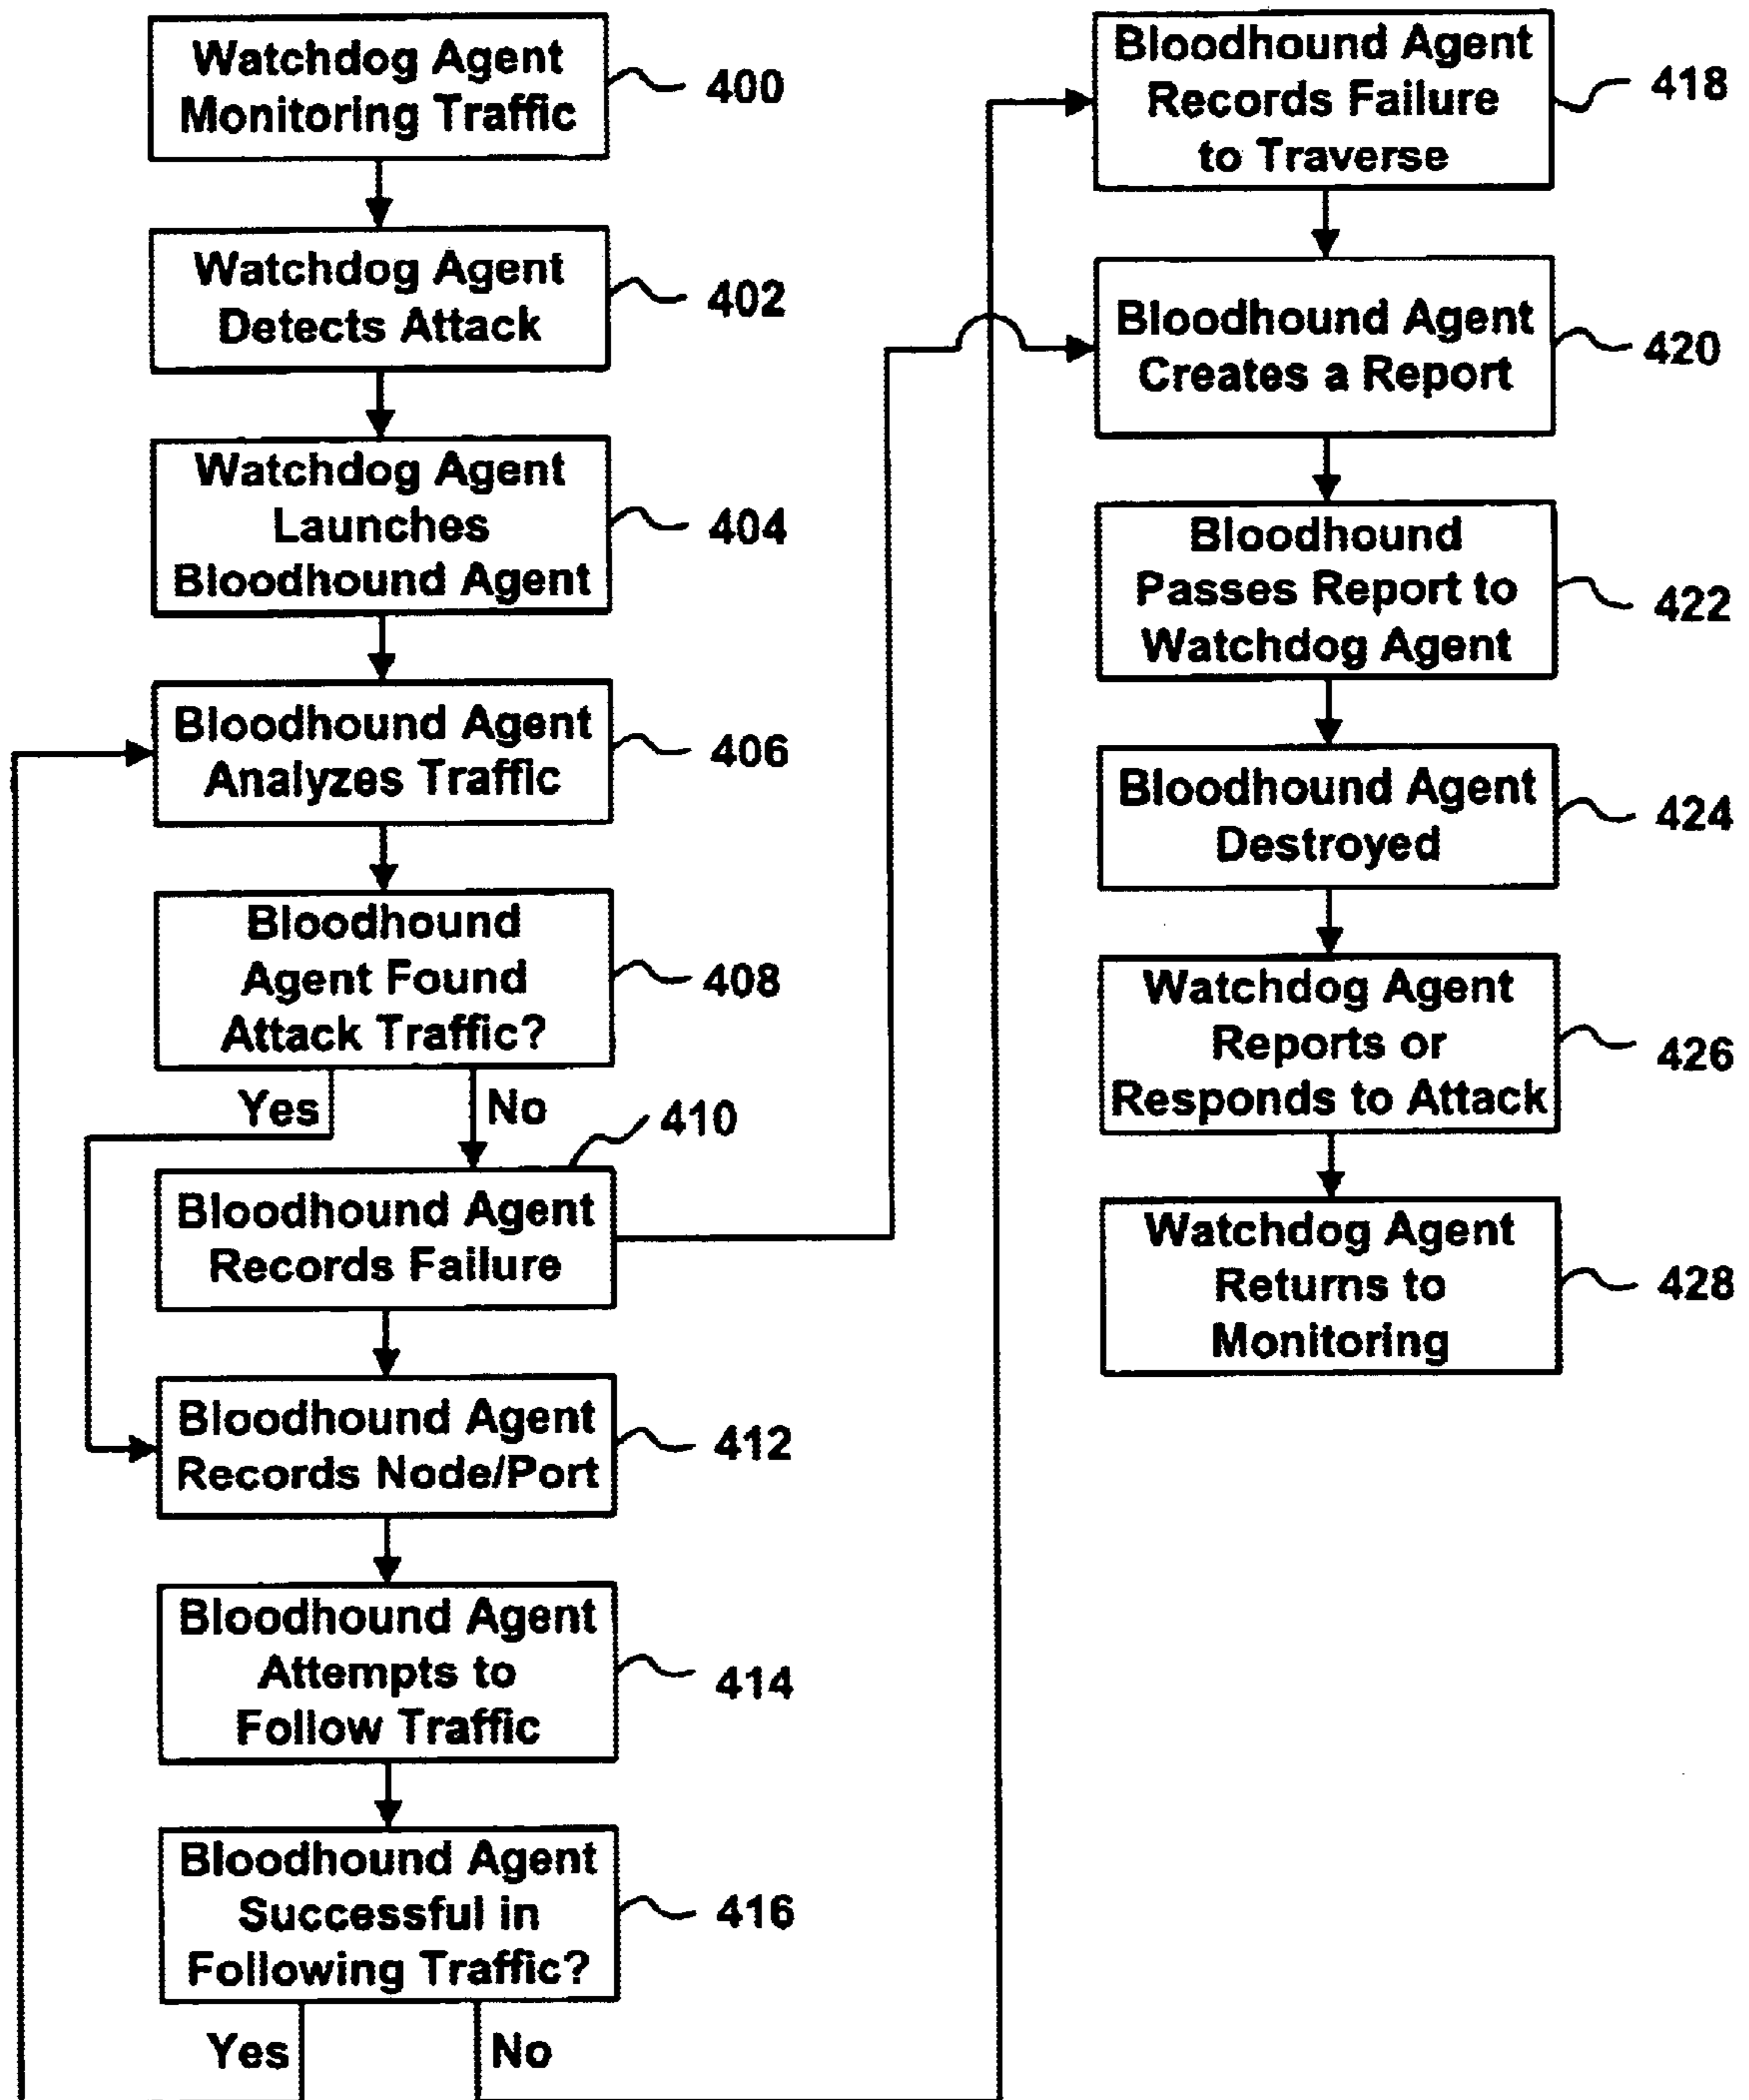 Watchdog Agent
Monitoring Traffic
400
Watchdog Agent
Detects Attack
402
Watchdog Agent
Launches
Bloodhound Agent
404
Bloodhound Agent
Analyzes Traffic
406
Bloodhound
Agent Found
Attack Traffic?
408
Yes
No
410
Bloodhound Agent
Records Failure
Bloodhound Agent
Records Node/Port
412
Bloodhound Agent
Attempts to
Follow Traffic
414
Bloodhound Agent
Successful in
Following Traffic?
416
Yes
No
Bloodhound Agent
Records Failure
to Traverse
418
Bloodhound Agent
Creates a Report
420
Bloodhound
Passes Report to
Watchdog Agent
422
Bloodhound Agent
Destroyed
424
Watchdog Agent
Reports or
Responds to Attack
426
Watchdog Agent
Returns to
Monitoring
428